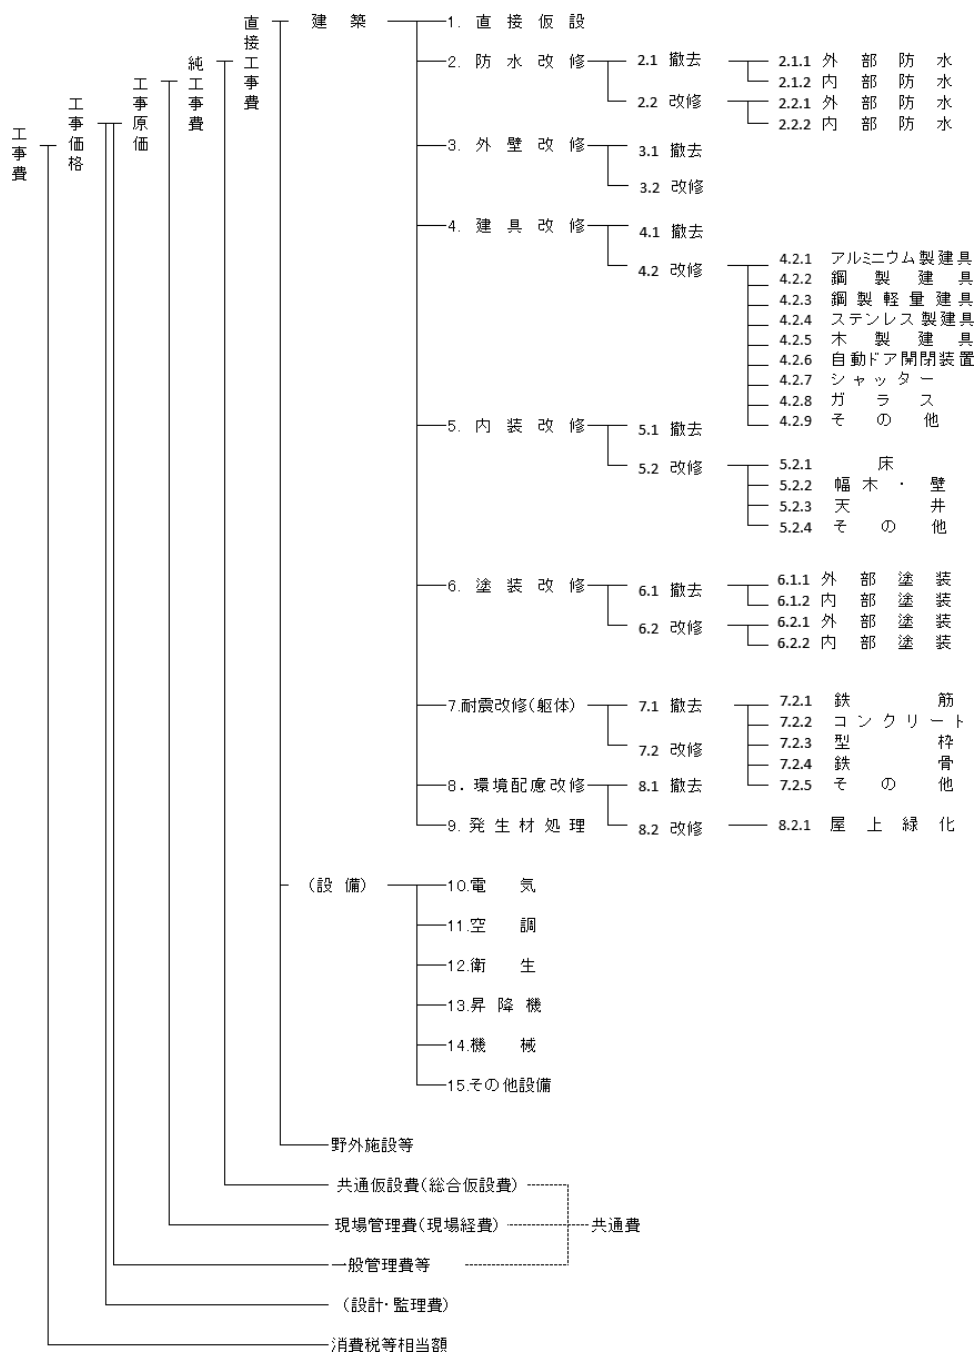 工事費
工事価格
工事原価
純工事費
直接工事費
建築
1. 直接仮設
2. 防水改修
2.1 撤去
2.1.1 外部防水
2.1.2 内部防水
2.2 改修
2.2.1 外部防水
2.2.2 内部防水
3. 外壁改修
3.1 撤去
3.2 改修
4. 建具改修
4.1 撤去
4.2 改修
4.2.1 アルミニウム製建具
4.2.2 鋼製建具
4.2.3 鋼製軽量建具
4.2.4 ステンレス製建具
4.2.5 木製建具
4.2.6 自動ドア開閉装置
4.2.7 シャッター
4.2.8 ガラス
4.2.9 その他
5. 内装改修
5.1 撤去
5.2 改修
5.2.1 床
5.2.2 幅木・壁
5.2.3 天井
5.2.4 その他
6. 塗装改修
6.1 撤去
6.1.1 外部塗装
6.1.2 内部塗装
6.2 改修
6.2.1 外部塗装
6.2.2 内部塗装
7.耐震改修(躯体)
7.1 撤去
7.2 改修
7.2.1 鉄筋
7.2.2 コンクリート
7.2.3 型枠
7.2.4 鉄骨
7.2.5 その他
8. 環境配慮改修
8.1 撤去
8.2 改修
8.2.1 屋上緑化
9. 発生材処理
(設備)
10.電気
11.空調
12.衛生
13.昇降機
14.機械
15.その他設備
野外施設等
共通仮設費(総合仮設費)
現場管理費(現場経費)
共通費
一般管理費等
(設計・監理費)
消費税等相当額